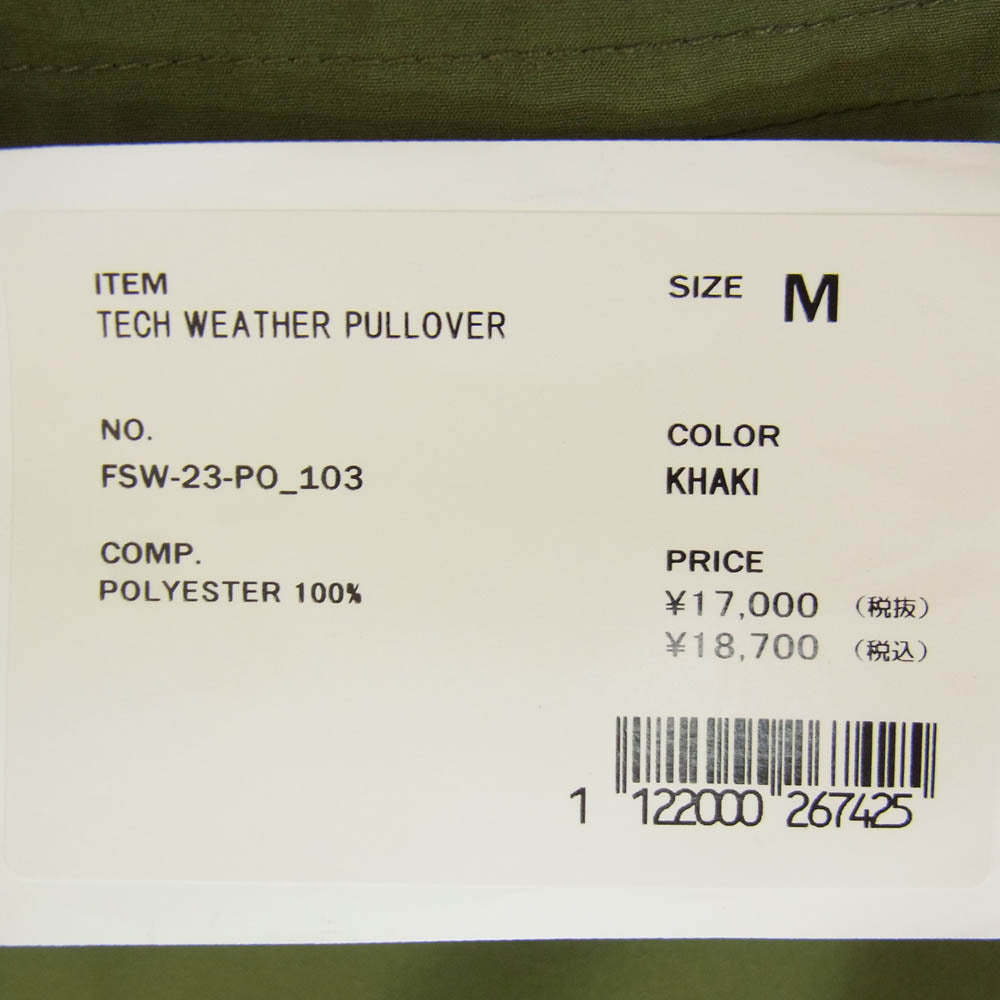 ITEM
TECH WEATHER PULLOVER
SIZE M
NO.
FSW-23-PO_103
COLOR
KHAKI
COMP.
POLYESTER 100%
PRICE
¥17,000 (税抜)
¥18,700 (税込)
1 122000 267425